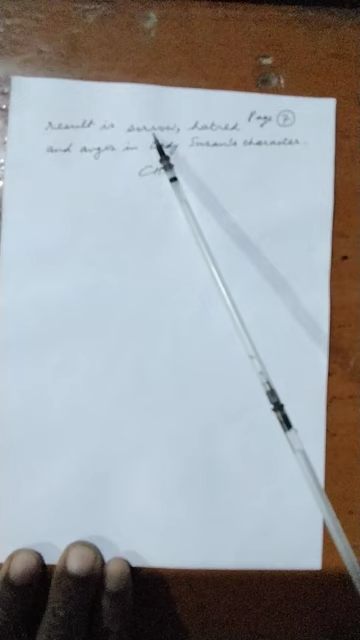 Page 7
result is sorrow, hatred
and anger in Lady Susan's character.